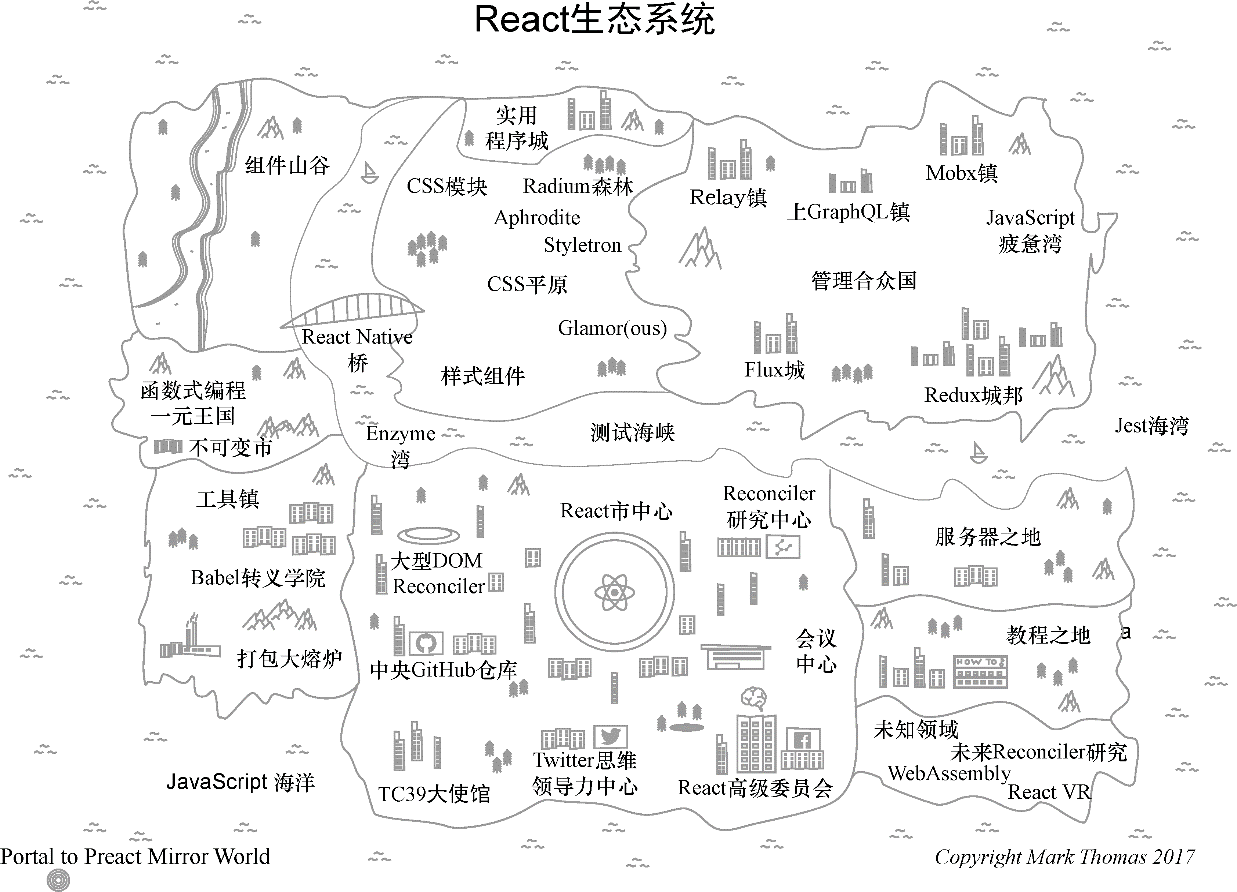 React生态系统
实用
程序城
组件山谷
CSS模块
Radium森林
Aphrodite
Styletron
CSS平原
Glamor(ous)
样式组件
React Native
桥
Relay镇
上GraphQL镇
Mobx镇
JavaScript
疲惫湾
管理合众国
Flux城
Redux城邦
函数式编程
一元王国
不可变市
Enzyme
湾
测试海峡
Jest海湾
工具镇
Babel转义学院
打包大熔炉
React市中心
Reconciler
研究中心
大型DOM
Reconciler
中央GitHub仓库
会议
中心
TC39大使馆
Twitter思维
领导力中心
React高级委员会
服务器之地
教程之地
a
HOW TO
未知领域
未来Reconciler研究
WebAssembly
React VR
JavaScript 海洋
Portal to Preact Mirror World
Copyright Mark Thomas 2017